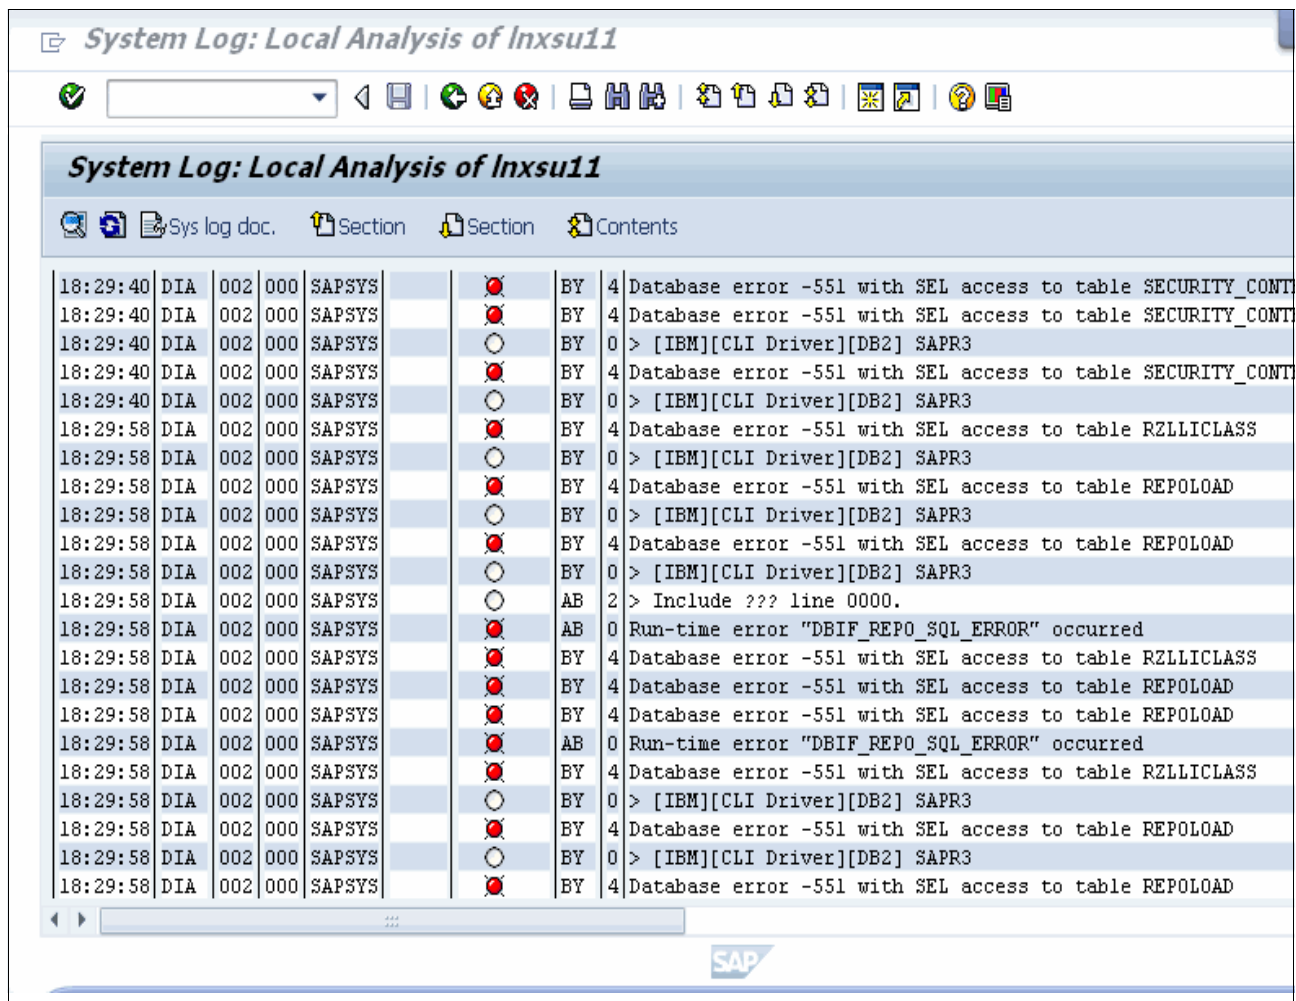 System Log: Local Analysis of lnxsu11
System Log: Local Analysis of lnxsu11
Sys log doc. Section Section Contents
18:29:40 DIA 002 000 SAPSYS BY 4 Database error -551 with SEL access to table SECURITY_CONT
18:29:40 DIA 002 000 SAPSYS BY 4 Database error -551 with SEL access to table SECURITY_CONT
18:29:40 DIA 002 000 SAPSYS BY 0 > [IBM][CLI Driver][DB2] SAPR3
18:29:40 DIA 002 000 SAPSYS BY 4 Database error -551 with SEL access to table SECURITY_CONT
18:29:40 DIA 002 000 SAPSYS BY 0 > [IBM][CLI Driver][DB2] SAPR3
18:29:58 DIA 002 000 SAPSYS BY 4 Database error -551 with SEL access to table RZLLICLASS
18:29:58 DIA 002 000 SAPSYS BY 0 > [IBM][CLI Driver][DB2] SAPR3
18:29:58 DIA 002 000 SAPSYS BY 4 Database error -551 with SEL access to table REPOLOAD
18:29:58 DIA 002 000 SAPSYS BY 0 > [IBM][CLI Driver][DB2] SAPR3
18:29:58 DIA 002 000 SAPSYS BY 4 Database error -551 with SEL access to table REPOLOAD
18:29:58 DIA 002 000 SAPSYS BY 0 > [IBM][CLI Driver][DB2] SAPR3
18:29:58 DIA 002 000 SAPSYS AB 2 > Include ??? line 0000.
18:29:58 DIA 002 000 SAPSYS AB 0 Run-time error "DBIF_REPO_SQL_ERROR" occurred
18:29:58 DIA 002 000 SAPSYS BY 4 Database error -551 with SEL access to table RZLLICLASS
18:29:58 DIA 002 000 SAPSYS BY 4 Database error -551 with SEL access to table REPOLOAD
18:29:58 DIA 002 000 SAPSYS BY 4 Database error -551 with SEL access to table REPOLOAD
18:29:58 DIA 002 000 SAPSYS AB 0 Run-time error "DBIF_REPO_SQL_ERROR" occurred
18:29:58 DIA 002 000 SAPSYS BY 4 Database error -551 with SEL access to table RZLLICLASS
18:29:58 DIA 002 000 SAPSYS BY 0 > [IBM][CLI Driver][DB2] SAPR3
18:29:58 DIA 002 000 SAPSYS BY 4 Database error -551 with SEL access to table REPOLOAD
18:29:58 DIA 002 000 SAPSYS BY 0 > [IBM][CLI Driver][DB2] SAPR3
18:29:58 DIA 002 000 SAPSYS BY 4 Database error -551 with SEL access to table REPOLOAD
SAP